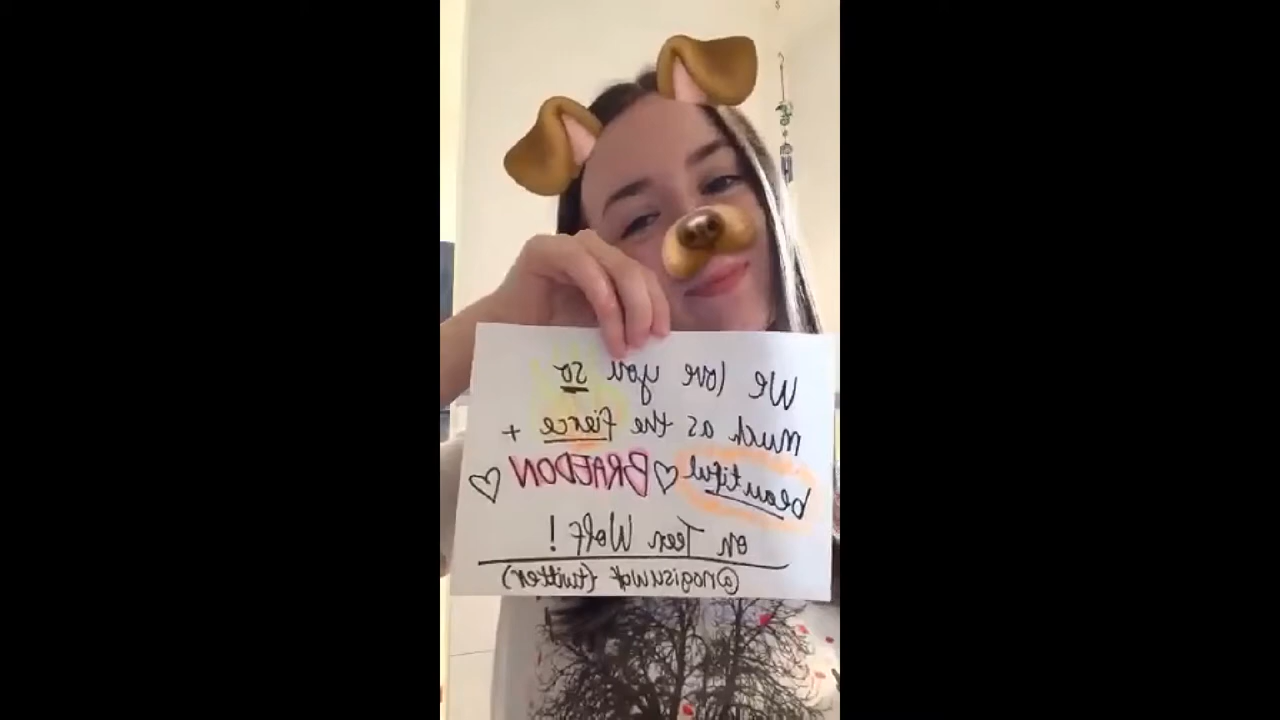 We love you so
much as the fierce +
beautiful ♡ BRAEDON ♡
on Teen Wolf!
(twitter)